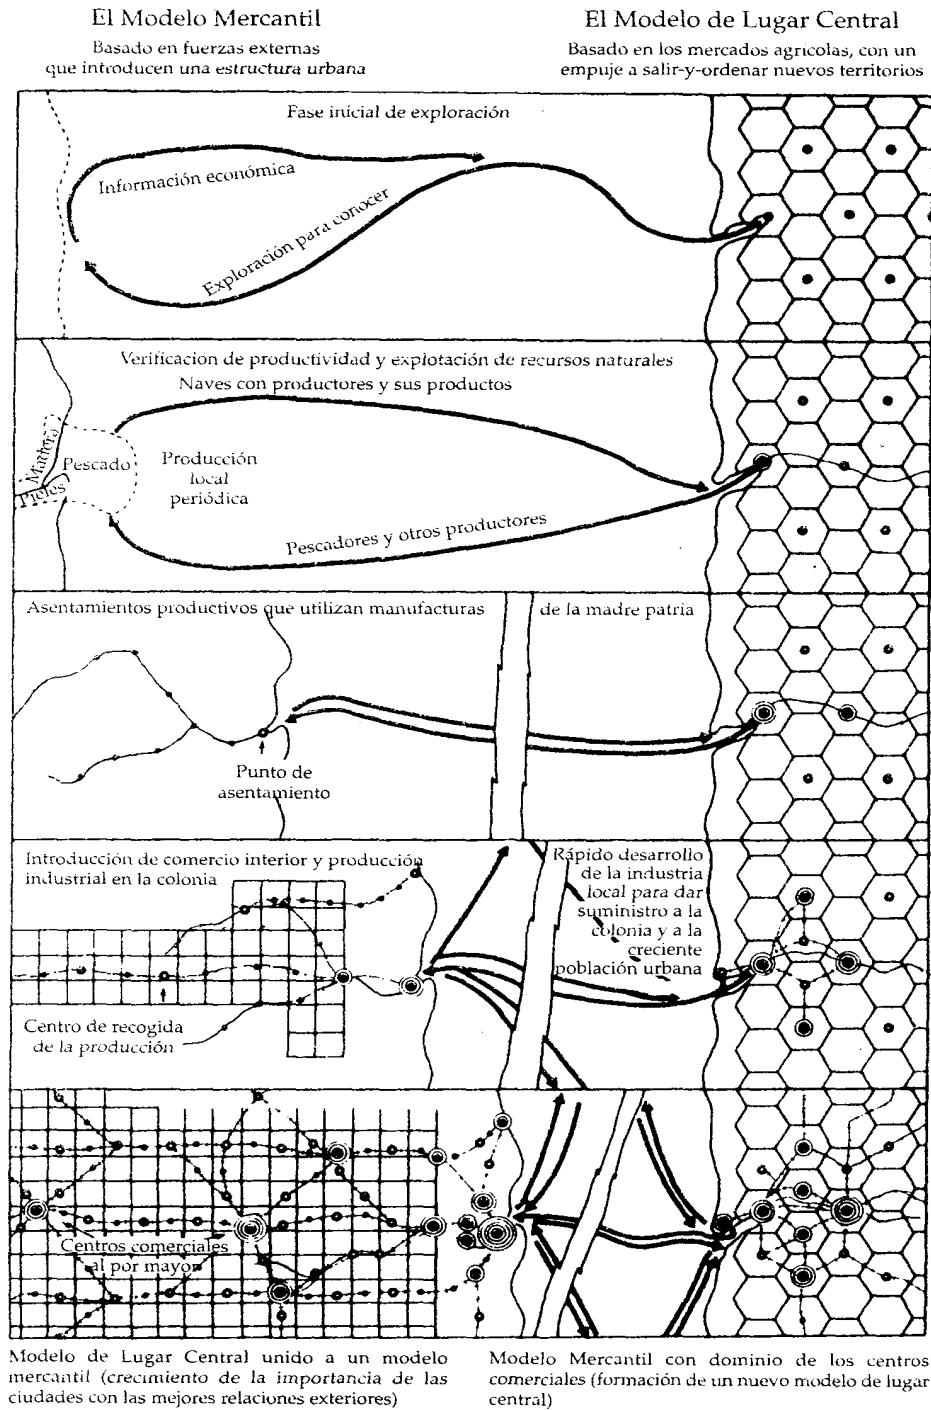 El Modelo Mercantil
Basado en fuerzas externas
que introducen una estructura urbana
El Modelo de Lugar Central
Basado en los mercados agrícolas, con un
empuje a salir-y-ordenar nuevos territorios
Fase inicial de exploración
Información económica
Exploración para conocer
Verificacion de productividad y explotación de recursos naturales
Naves con productores y sus productos
Madera
Pescado
Pieles
Producción
local
periódica
Pescadores y otros productores
Asentamientos productivos que utilizan manufacturas
de la madre patria
Punto de
asentamiento
Introducción de comercio interior y producción
industrial en la colonia
Rápido desarrollo
de la industria
local para dar
suministro a la
colonia y a la
creciente
población urbana
Centro de recogida
de la producción
Centros comerciales
al por mayor
Modelo de Lugar Central unido a un modelo
mercantil (crecimiento de la importancia de las
ciudades con las mejores relaciones exteriores)
Modelo Mercantil con dominio de los centros
comerciales (formación de un nuevo modelo de lugar
central)